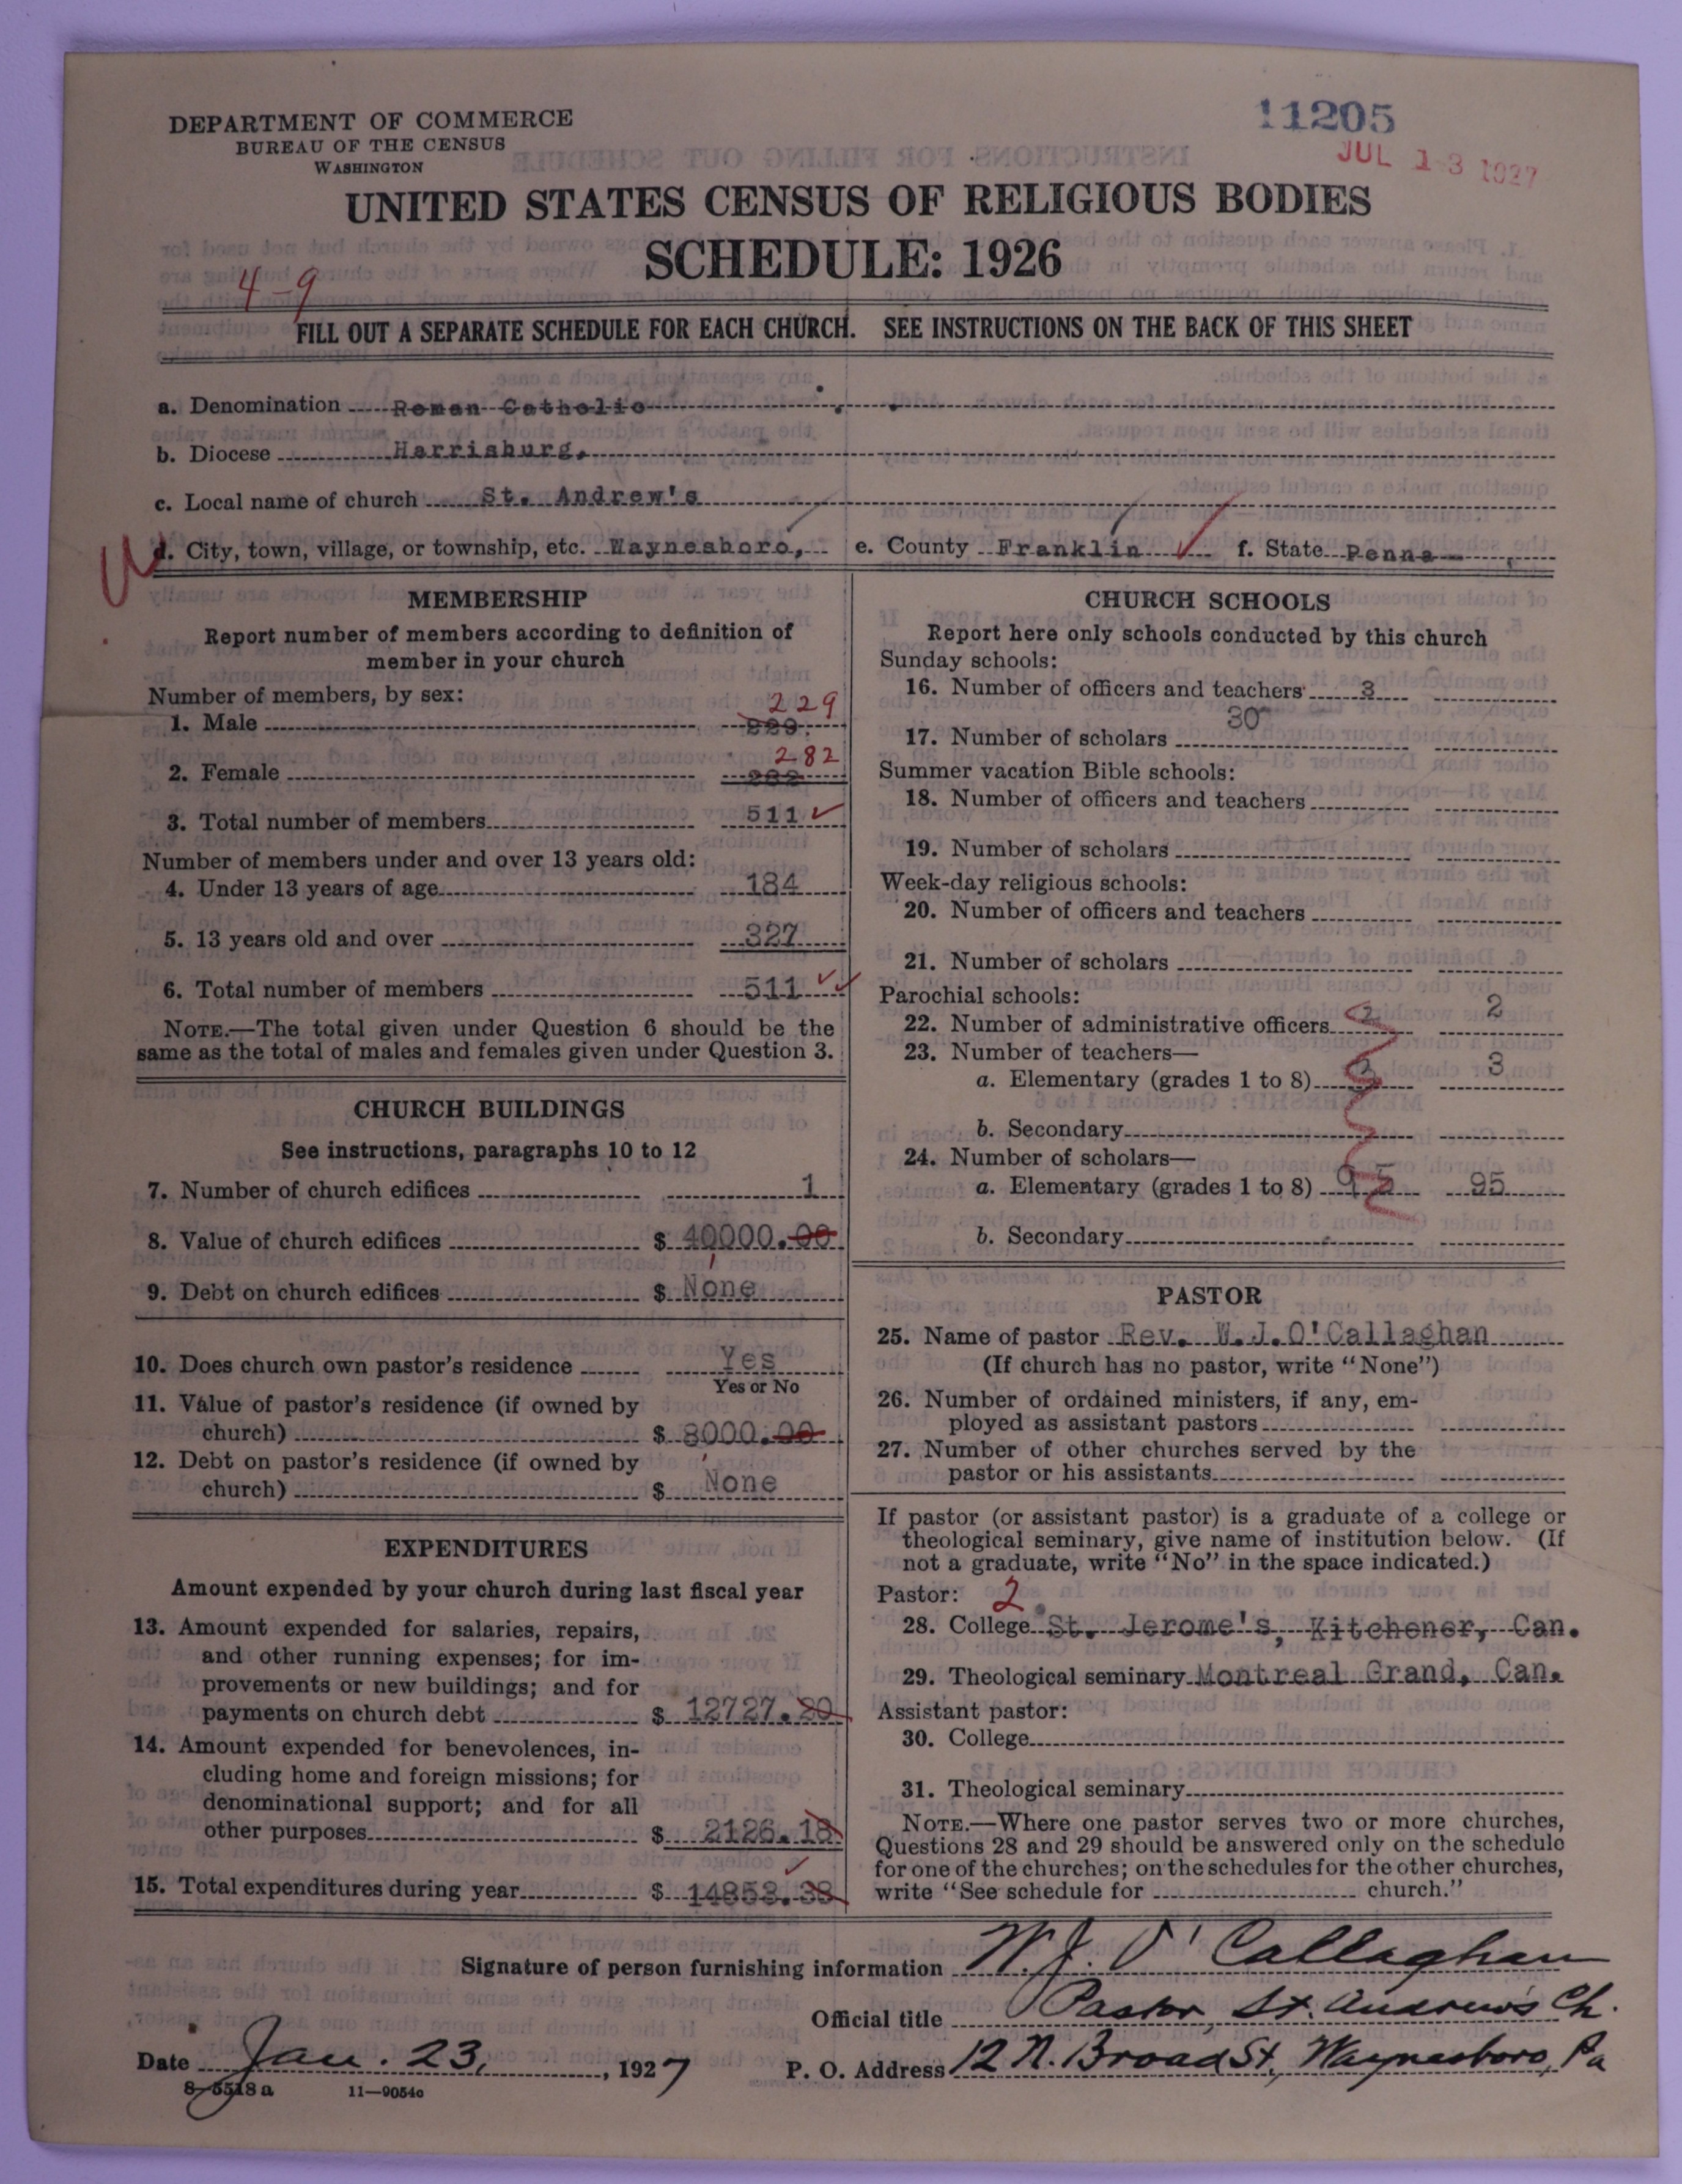 DEPARTMENT OF COMMERCE
BUREAU OF THE CENSUS
WASHINGTON
11205
JUL 13 1927
UNITED STATES CENSUS OF RELIGIOUS BODIES
SCHEDULE: 1926
4-9
FILL OUT A SEPARATE SCHEDULE FOR EACH CHURCH. SEE INSTRUCTIONS ON THE BACK OF THIS SHEET
a. Denomination Roman Catholic
b. Diocese Harrisburg,
c. Local name of church St. Andrew's
d. City, town, village, or township, etc. Waynesboro, e. County Franklin f. State Penna
MEMBERSHIP
Report number of members according to definition of
member in your church
Number of members, by sex:
229
1. Male 229.
282
2. Female 282
3. Total number of members 511
Number of members under and over 13 years old:
4. Under 13 years of age 184
5. 13 years old and over 327
6. Total number of members 511
NOTE.—The total given under Question 6 should be the
same as the total of males and females given under Question 3.
CHURCH BUILDINGS
See instructions, paragraphs 10 to 12
7. Number of church edifices 1
8. Value of church edifices $ 40000.00
9. Debt on church edifices $ None
10. Does church own pastor's residence Yes
Yes or No
11. Value of pastor's residence (if owned by
church) $ 8000.00
12. Debt on pastor's residence (if owned by
church) $ None
EXPENDITURES
Amount expended by your church during last fiscal year
13. Amount expended for salaries, repairs,
and other running expenses; for im-
provements or new buildings; and for
payments on church debt $ 12727.20
14. Amount expended for benevolences, in-
cluding home and foreign missions; for
denominational support; and for all
other purposes $ 2126.18
15. Total expenditures during year $ 14853.38
CHURCH SCHOOLS
Report here only schools conducted by this church
Sunday schools:
16. Number of officers and teachers 3
17. Number of scholars 30
Summer vacation Bible schools:
18. Number of officers and teachers
19. Number of scholars
Week-day religious schools:
20. Number of officers and teachers
21. Number of scholars
Parochial schools:
22. Number of administrative officers 2 2
23. Number of teachers—
a. Elementary (grades 1 to 8) 3 3
b. Secondary
24. Number of scholars—
a. Elementary (grades 1 to 8) 95 95
b. Secondary
PASTOR
25. Name of pastor Rev. W.J.O'Callaghan
(If church has no pastor, write "None")
26. Number of ordained ministers, if any, em-
ployed as assistant pastors
27. Number of other churches served by the
pastor or his assistants
If pastor (or assistant pastor) is a graduate of a college or
theological seminary, give name of institution below. (If
not a graduate, write "No" in the space indicated.)
Pastor: 2
28. College St. Jerome's, Kitchener, Can.
29. Theological seminary Montreal Grand, Can.
Assistant pastor:
30. College
31. Theological seminary
NOTE.—Where one pastor serves two or more churches,
Questions 28 and 29 should be answered only on the schedule
for one of the churches; on the schedules for the other churches,
write "See schedule for church."
Signature of person furnishing information W. J. O'Callaghan
Official title Pastor St. Andrew's Ch.
Date Jan. 23, 1927 P. O. Address 12 N. Broad St, Waynesboro, Pa
8-5518 a 11—9054c